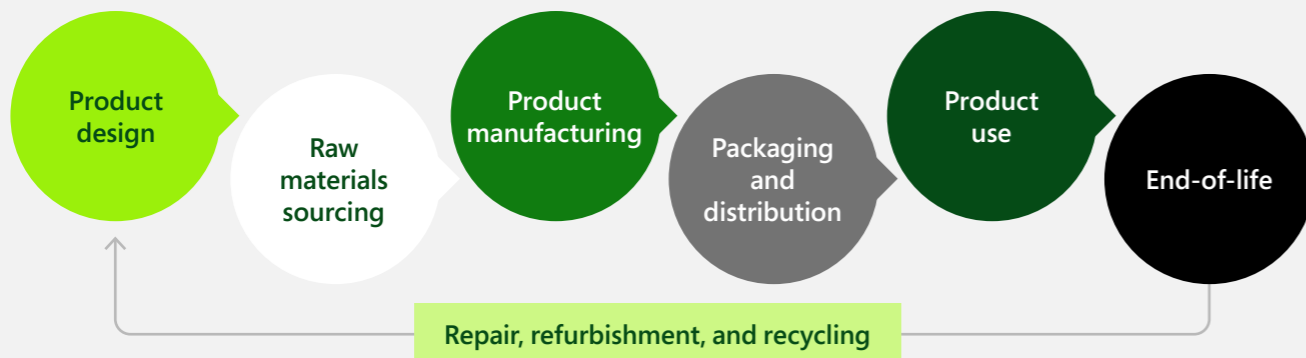 Product
design
Raw
materials
sourcing
Product
manufacturing
Packaging
and
distribution
Product
use
End-of-life
Repair, refurbishment, and recycling